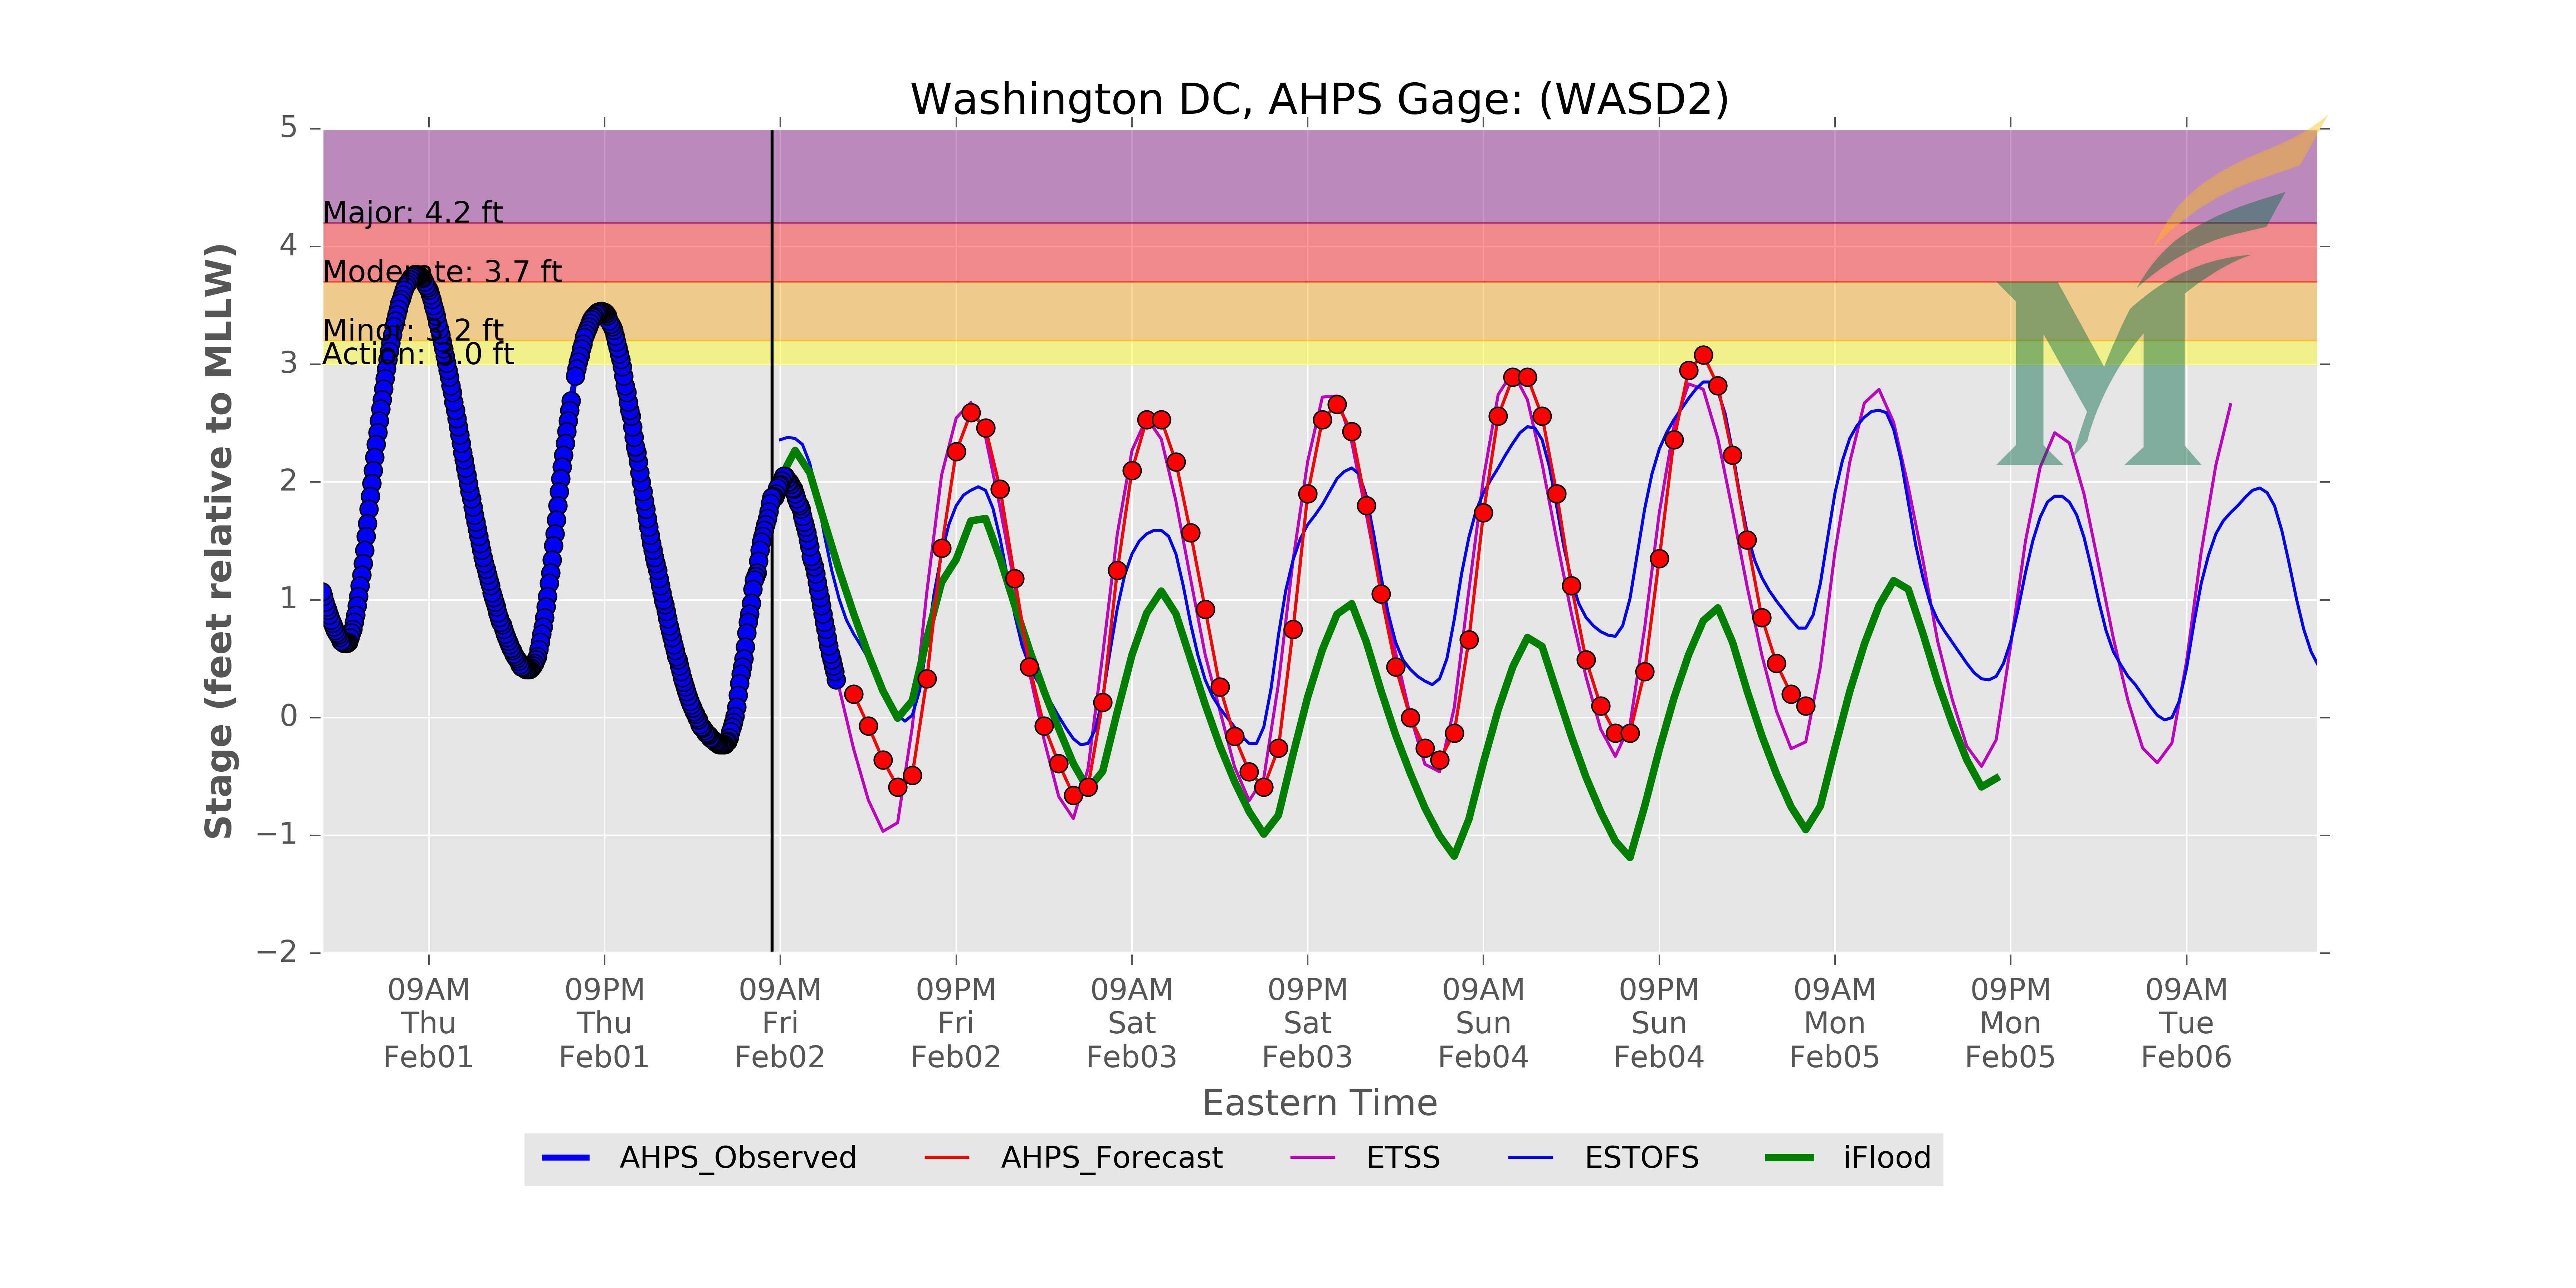 Washington DC, AHPS Gage: (WASD2)
Stage (feet relative to MLLW)
5
4
3
2
1
0
−1
−2
Major: 4.2 ft
Moderate: 3.7 ft
Minor: 3.2 ft
Action: 3.0 ft
M
09AM 09PM 09AM 09PM 09AM 09PM 09AM 09PM 09AM 09PM 09AM
Thu Thu Fri Fri Sat Sat Sun Sun Mon Mon Tue
Feb01 Feb01 Feb02 Feb02 Feb03 Feb03 Feb04 Feb04 Feb05 Feb05 Feb06
Eastern Time
AHPS_Observed AHPS_Forecast ETSS ESTOFS iFlood